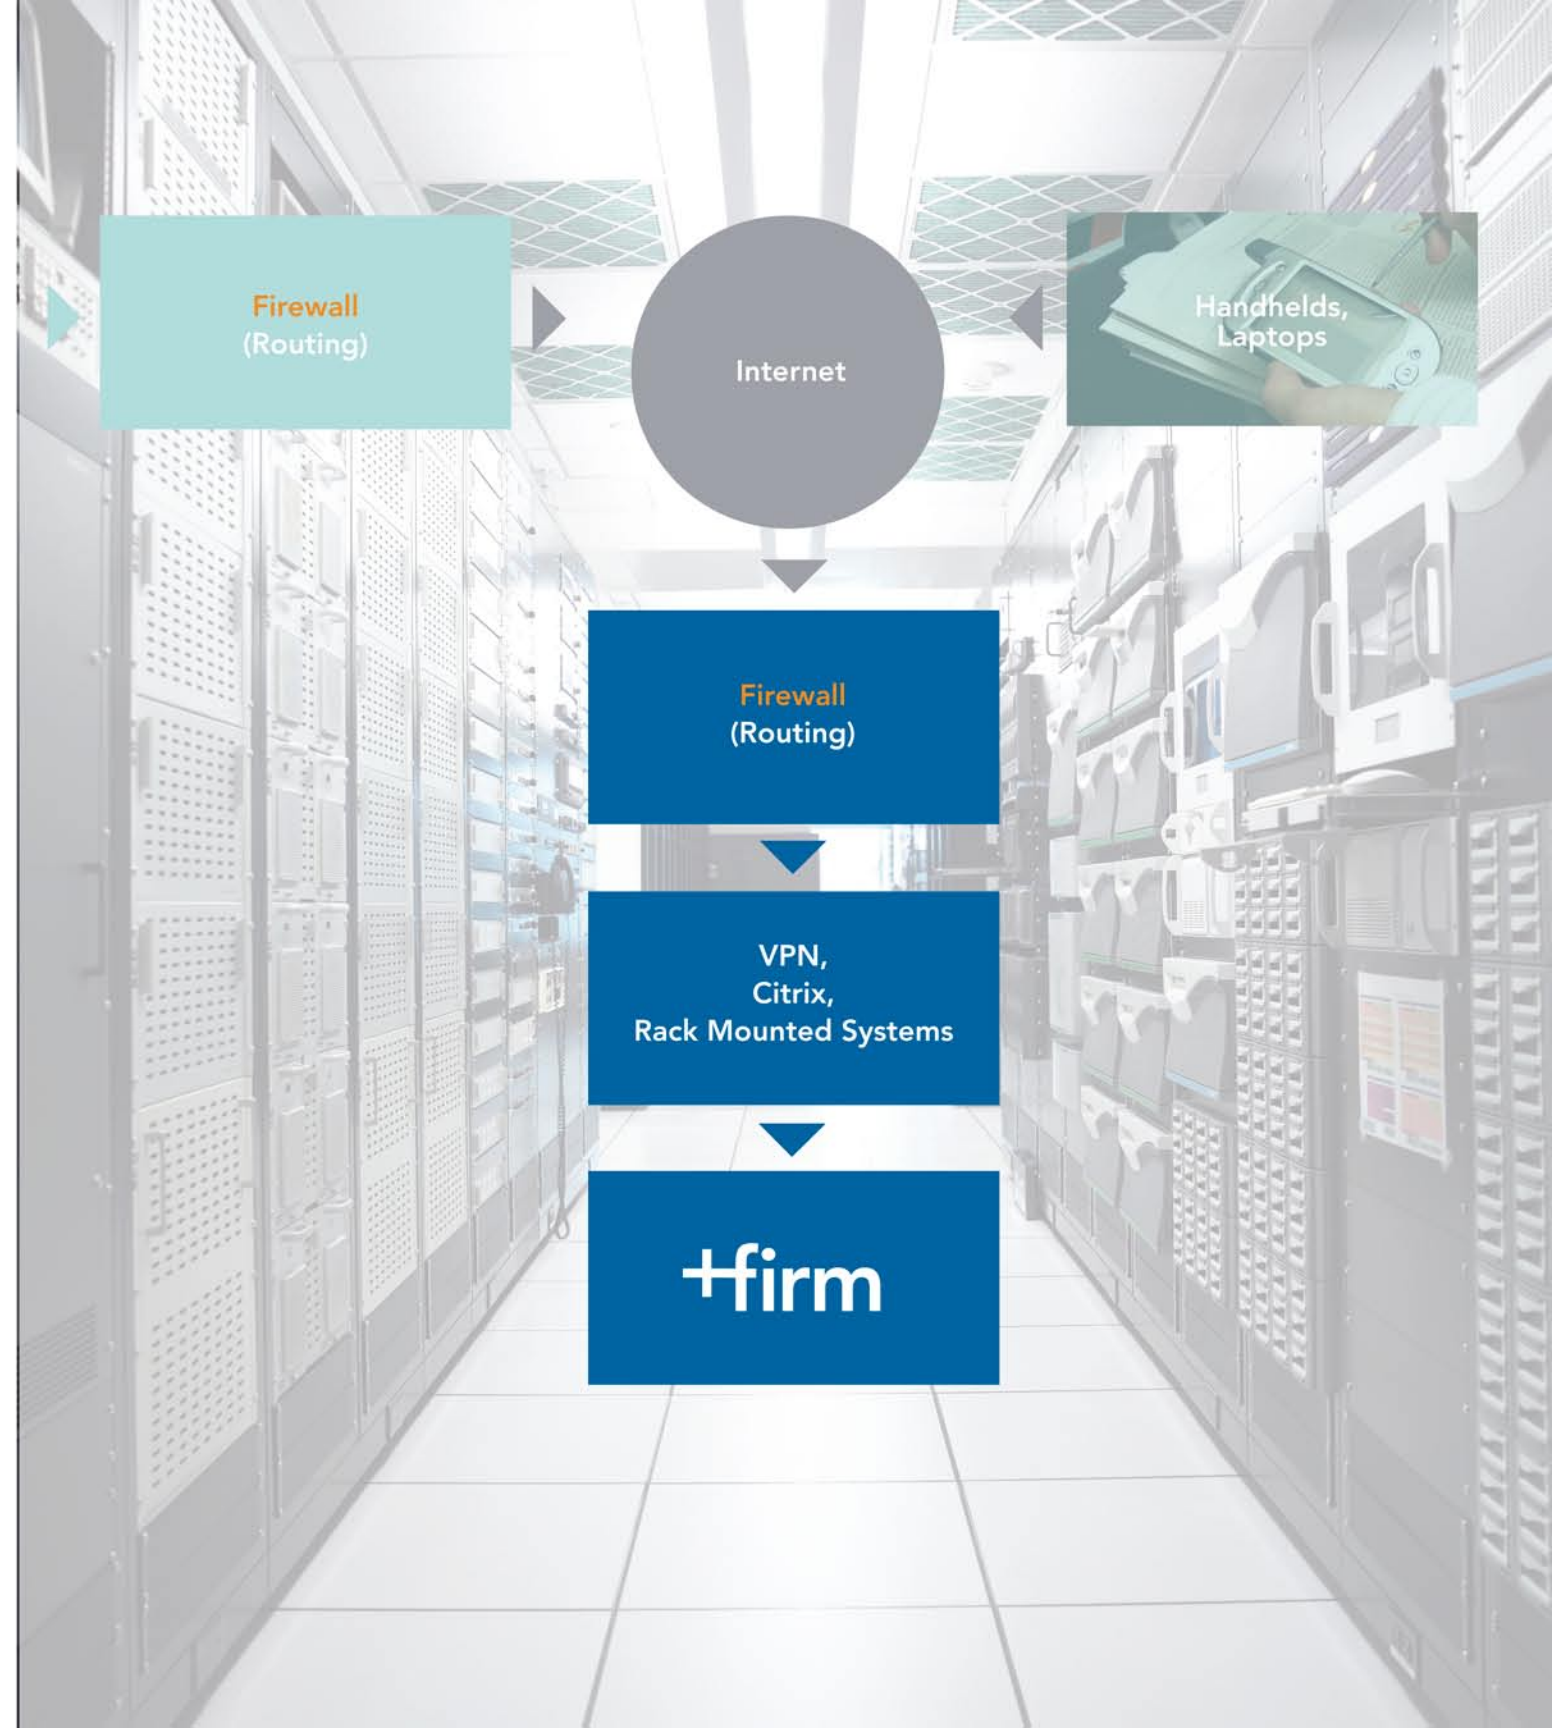 Firewall
(Routing)
Internet
Handhelds,
Laptops
Firewall
(Routing)
VPN,
Citrix,
Rack Mounted Systems
+firm